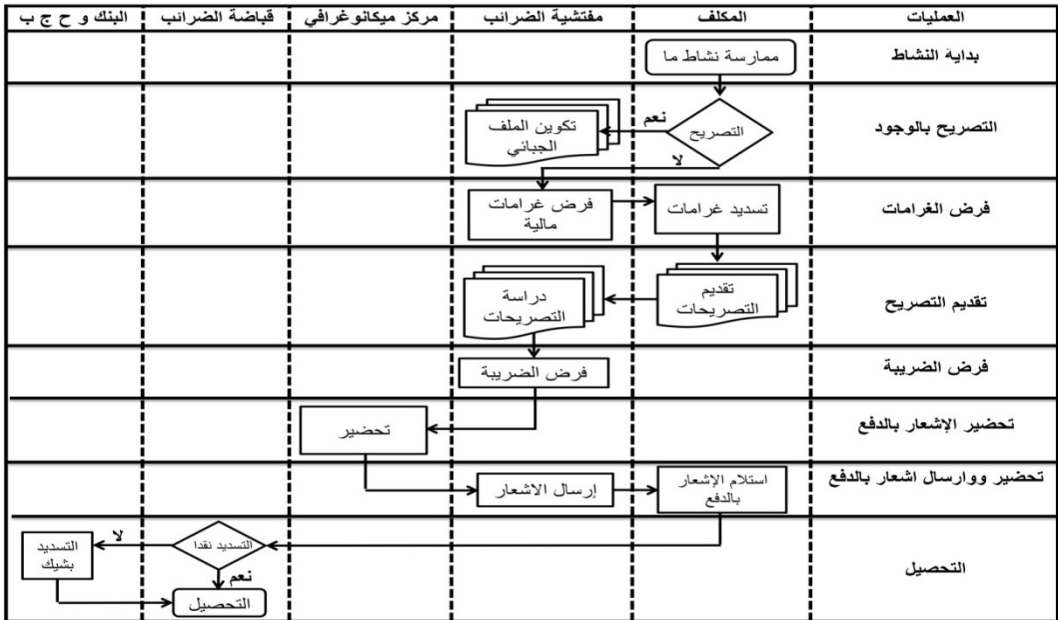 العمليات المكلف مفتشية الضرائب مركز ميكانوغرافي قباضة الضرائب البنك و ح ج ب
بداية النشاط
ممارسة نشاط ما
التصريح بالوجود
التصريح
نعم
تكوين الملف
الجبائي
لا
فرض الغرامات
تسديد غرامات
فرض غرامات
مالية
تقديم التصريح
تقديم
التصريحات
دراسة
التصريحات
فرض الضريبة
فرض الضريبة
تحضير الإشعار بالدفع
تحضير
تحضير ووارسال اشعار بالدفع
استلام الإشعار
بالدفع
إرسال الاشعار
التحصيل
التسديد نقدا
لا
التسديد
بشيك
نعم
التحصيل